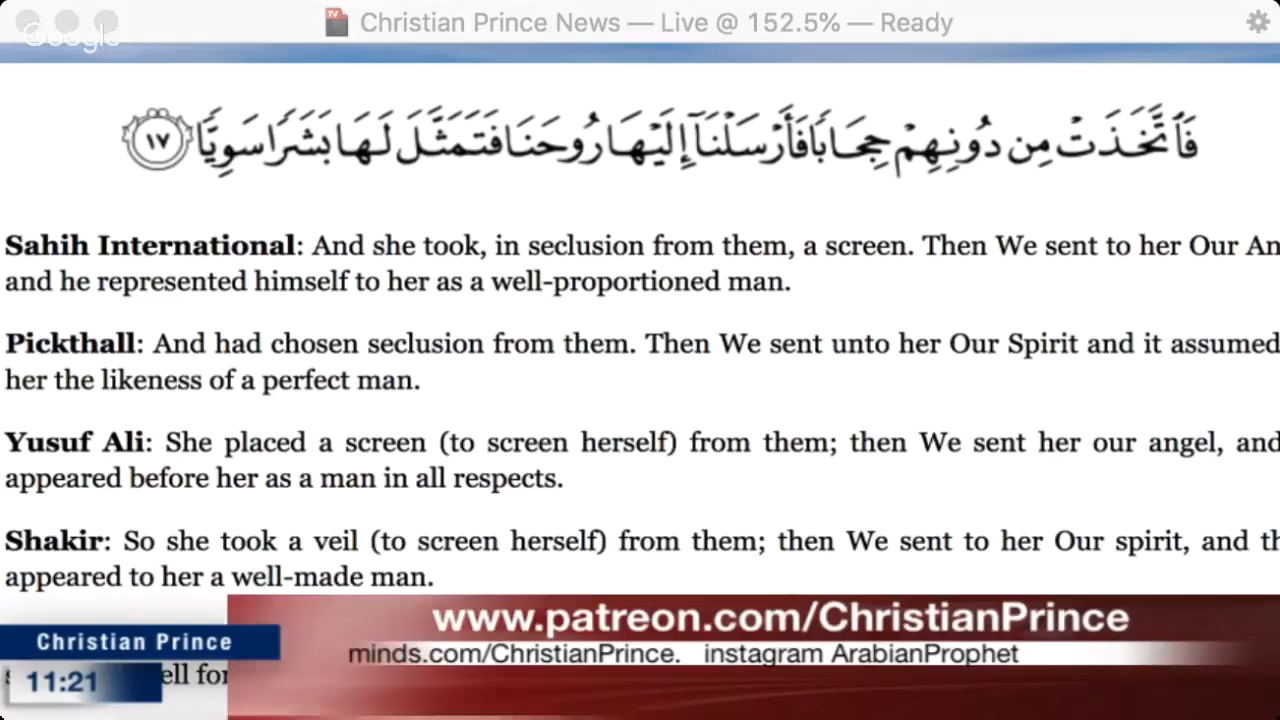 Christian Prince News — Live @ 152.5% — Ready
Google
فَٱتَّخَذَتْ مِن دُونِهِمْ حِجَابًا فَأَرْسَلْنَآ إِلَيْهَا رُوحَنَا فَتَمَثَّلَ لَهَا بَشَرًا سَوِيًّا ١٧
Sahih International: And she took, in seclusion from them, a screen. Then We sent to her Our An
and he represented himself to her as a well-proportioned man.
Pickthall: And had chosen seclusion from them. Then We sent unto her Our Spirit and it assumed
her the likeness of a perfect man.
Yusuf Ali: She placed a screen (to screen herself) from them; then We sent her our angel, and
appeared before her as a man in all respects.
Shakir: So she took a veil (to screen herself) from them; then We sent to her Our spirit, and th
appeared to her a well-made man.
www.patreon.com/ChristianPrince
Christian Prince
minds.com/ChristianPrince. instagram ArabianProphet
11:21
ell for